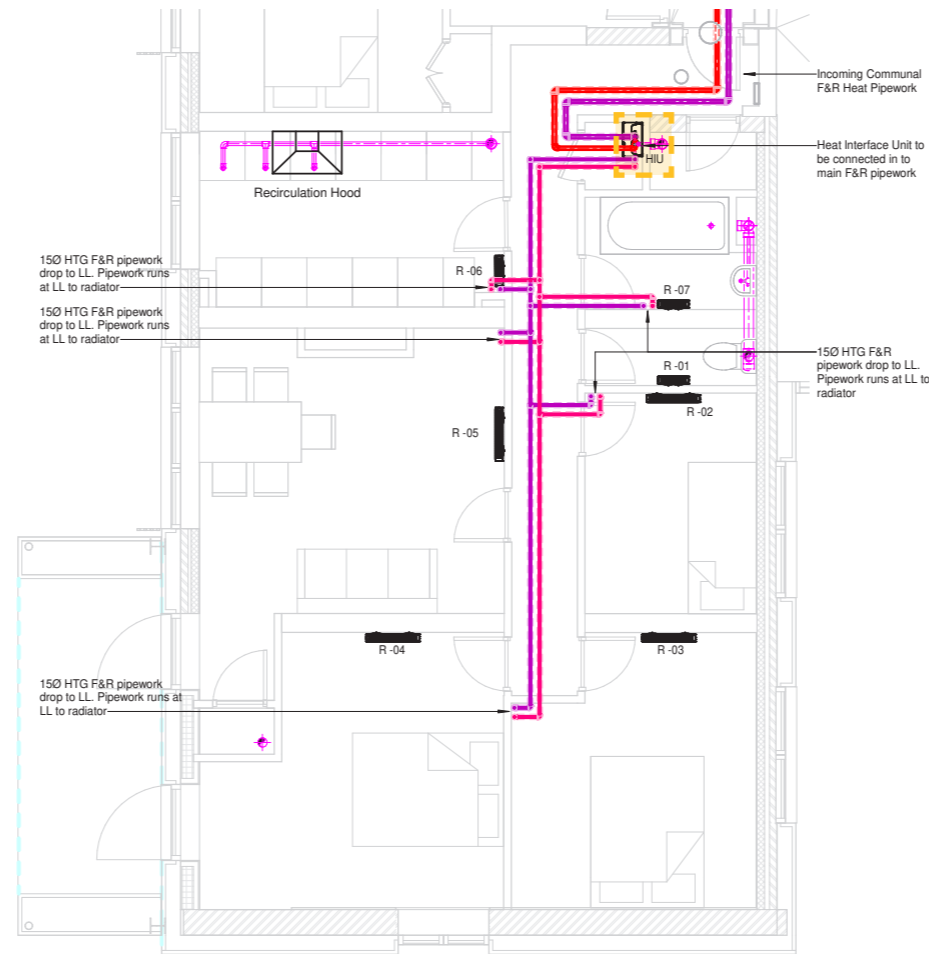 Incoming Communal
F&R Heat Pipework
Heat Interface Unit to
be connected in to
main F&R pipework
HIU
Recirculation Hood
15Ø HTG F&R pipework
drop to LL. Pipework runs
at LL to radiator
R -06
15Ø HTG F&R pipework
drop to LL. Pipework runs
at LL to radiator
R -07
15Ø HTG F&R
pipework drop to LL.
Pipework runs at LL to
radiator
R -01
R -02
R -05
R -04
R -03
15Ø HTG F&R pipework
drop to LL. Pipework runs at
LL to radiator